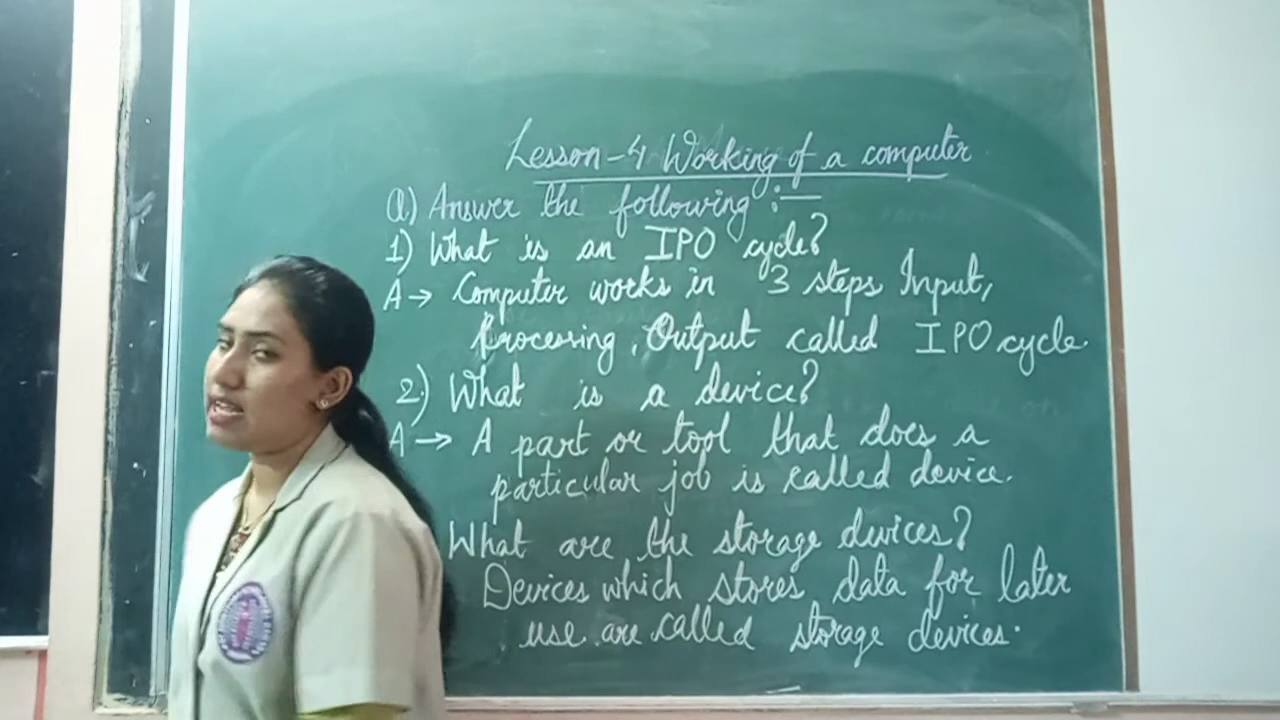 Lesson-4 Working of a computer
Q) Answer the following :-
1) What is an IPO cycle?
A→ Computer works in 3 steps Input,
Processing, Output called IPO cycle.
2) What is a device?
A→ A part or tool that does a
particular job is called device.
What are the storage devices?
Devices which stores data for later
use are called storage devices.